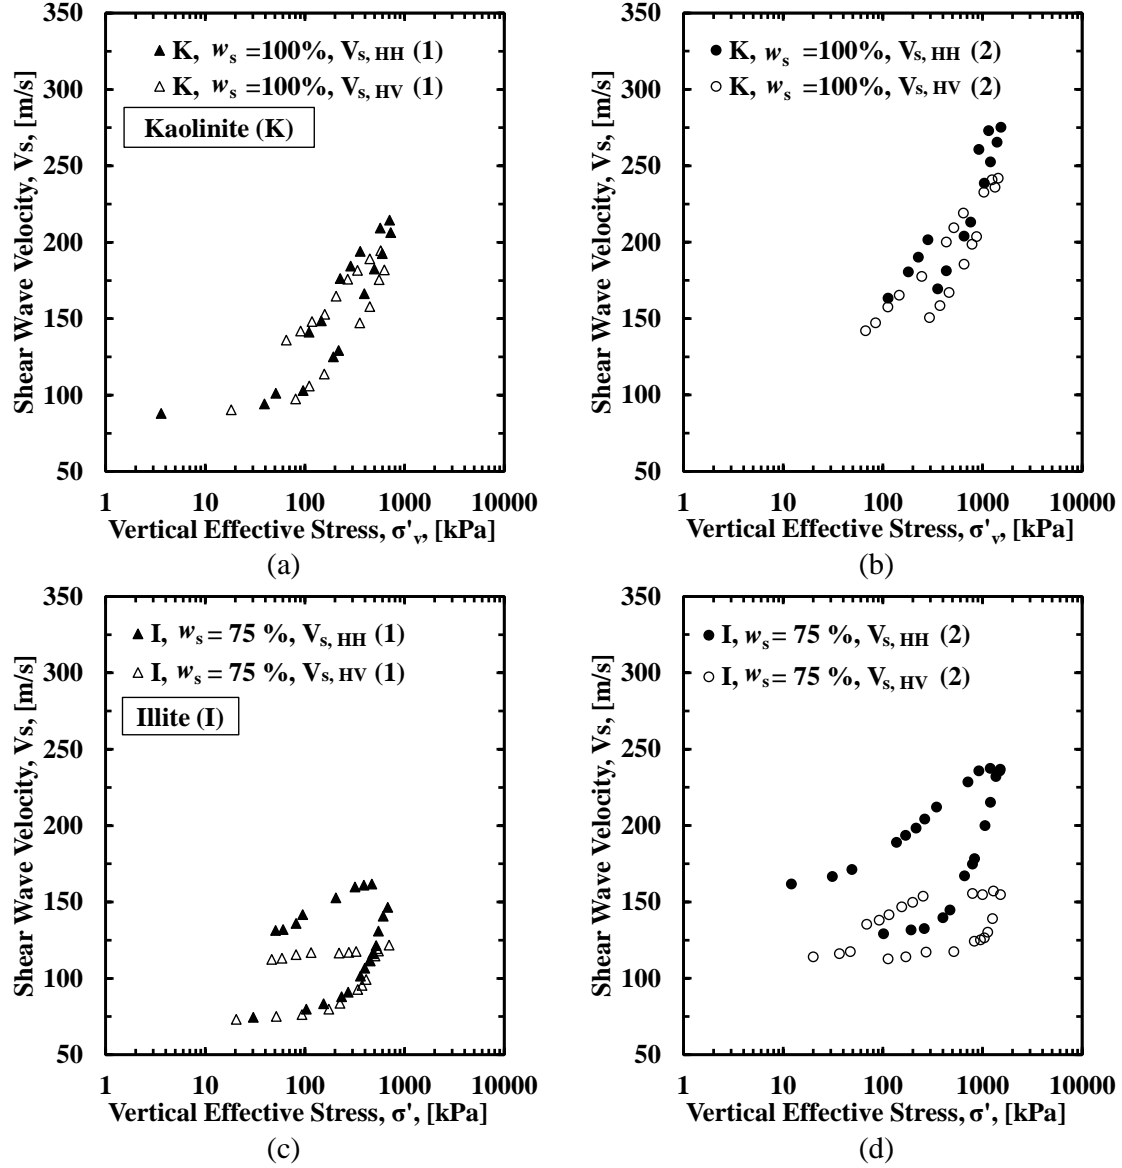 350
300
250
200
150
100
50
Shear Wave Velocity, Vs, [m/s]
K, ws =100%, Vs, HH (1)
K, ws =100%, Vs, HV (1)
Kaolinite (K)
1 10 100 1000 10000
Vertical Effective Stress, σ'v, [kPa]
(a)
350
300
250
200
150
100
50
Shear Wave Velocity, Vs, [m/s]
K, ws =100%, Vs, HH (2)
K, ws =100%, Vs, HV (2)
1 10 100 1000 10000
Vertical Effective Stress, σ'v, [kPa]
(b)
350
300
250
200
150
100
50
Shear Wave Velocity, Vs, [m/s]
I, ws = 75 %, Vs, HH (1)
I, ws = 75 %, Vs, HV (1)
Illite (I)
1 10 100 1000 10000
Vertical Effective Stress, σ', [kPa]
(c)
350
300
250
200
150
100
50
Shear Wave Velocity, Vs, [m/s]
I, ws = 75 %, Vs, HH (2)
I, ws = 75 %, Vs, HV (2)
1 10 100 1000 10000
Vertical Effective Stress, σ', [kPa]
(d)